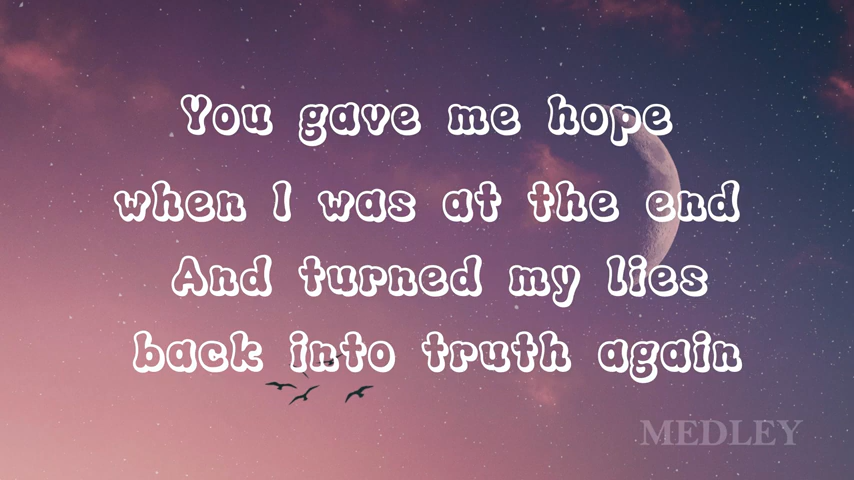 You gave me hope
when I was at the end
And turned my lies
back into truth again
MEDLEY